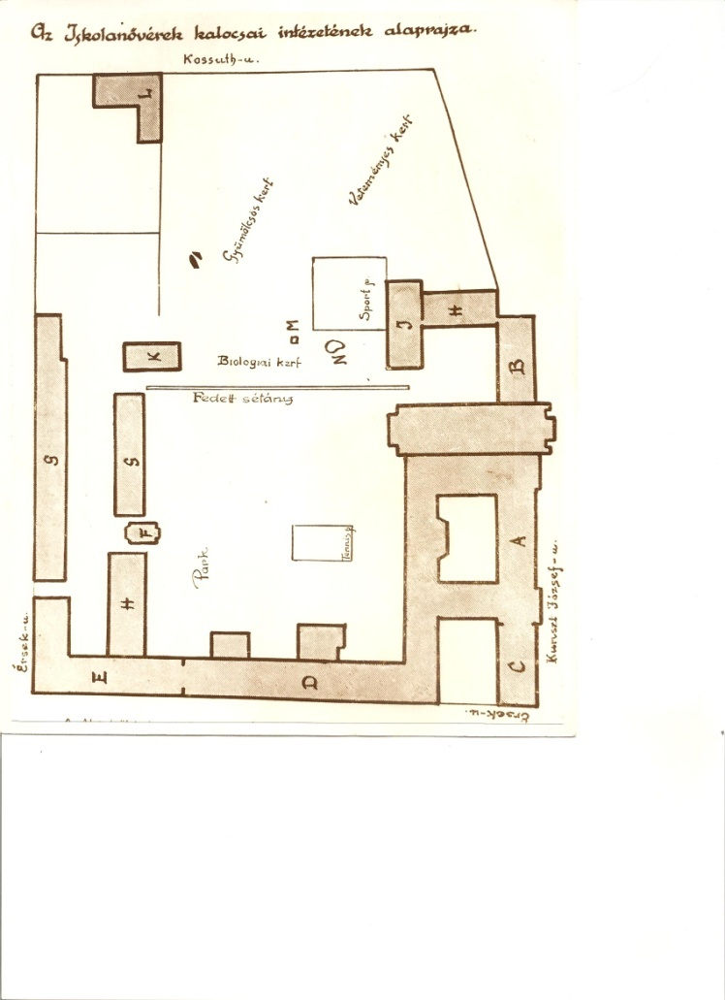 Az Iskolanővérek kalocsai intézetének alaprajza.
Kossuth-u.
L
Veteményes kert
Gyümölcsös kert
Sport p.
M
J
H
K
N
Biologiai kert
B
Fedett sétány
G
G
F
A
Tennis p.
Park
H
Kunszt József-u.
Érsek-u.
E
D
C
Érsek-u.